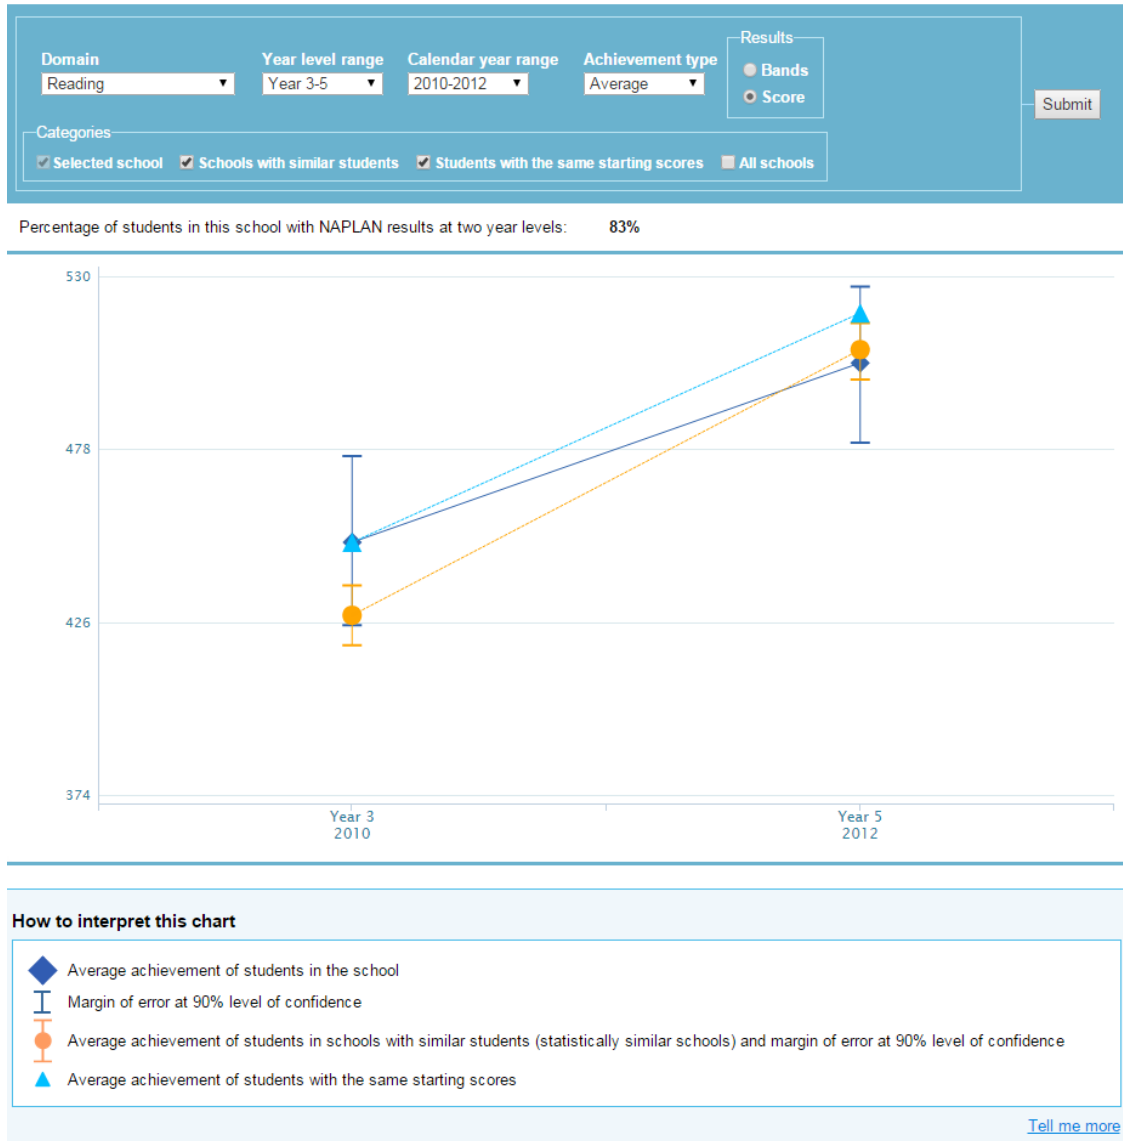 Results
Domain Year level range Calendar year range Achievement type
Bands
Reading Year 3-5 2010-2012 Average
Score
Submit
Categories
Selected school Schools with similar students Students with the same starting scores All schools
Percentage of students in this school with NAPLAN results at two year levels: 83%
530
478
426
374
Year 3 Year 5
2010 2012
How to interpret this chart
Average achievement of students in the school
Margin of error at 90% level of confidence
Average achievement of students in schools with similar students (statistically similar schools) and margin of error at 90% level of confidence
Average achievement of students with the same starting scores
Tell me more